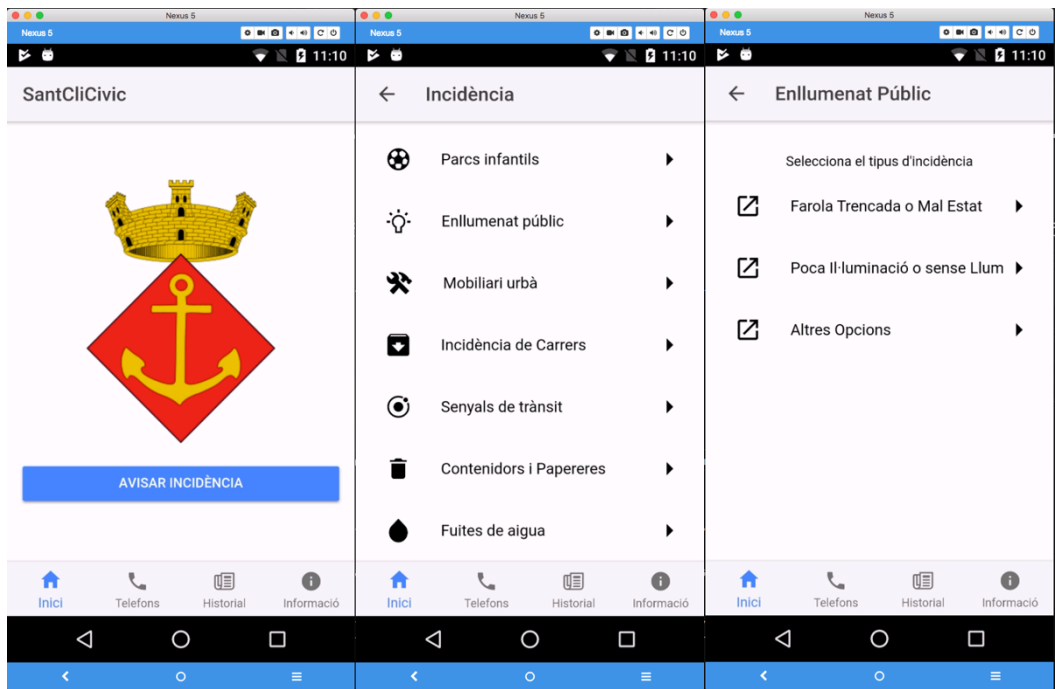 Nexus 5
Nexus 5
11:10
SantCliCivic
AVISAR INCIDÈNCIA
Inici
Telefons
Historial
Informació
Nexus 5
Nexus 5
11:10
Incidència
Parcs infantils
Enllumenat públic
Mobiliari urbà
Incidència de Carrers
Senyals de trànsit
Contenidors i Papereres
Fuites de aigua
Inici
Telefons
Historial
Informació
Nexus 5
Nexus 5
11:10
Enllumenat Públic
Selecciona el tipus d'incidència
Farola Trencada o Mal Estat
Poca Il·luminació o sense Llum
Altres Opcions
Inici
Telefons
Historial
Informació